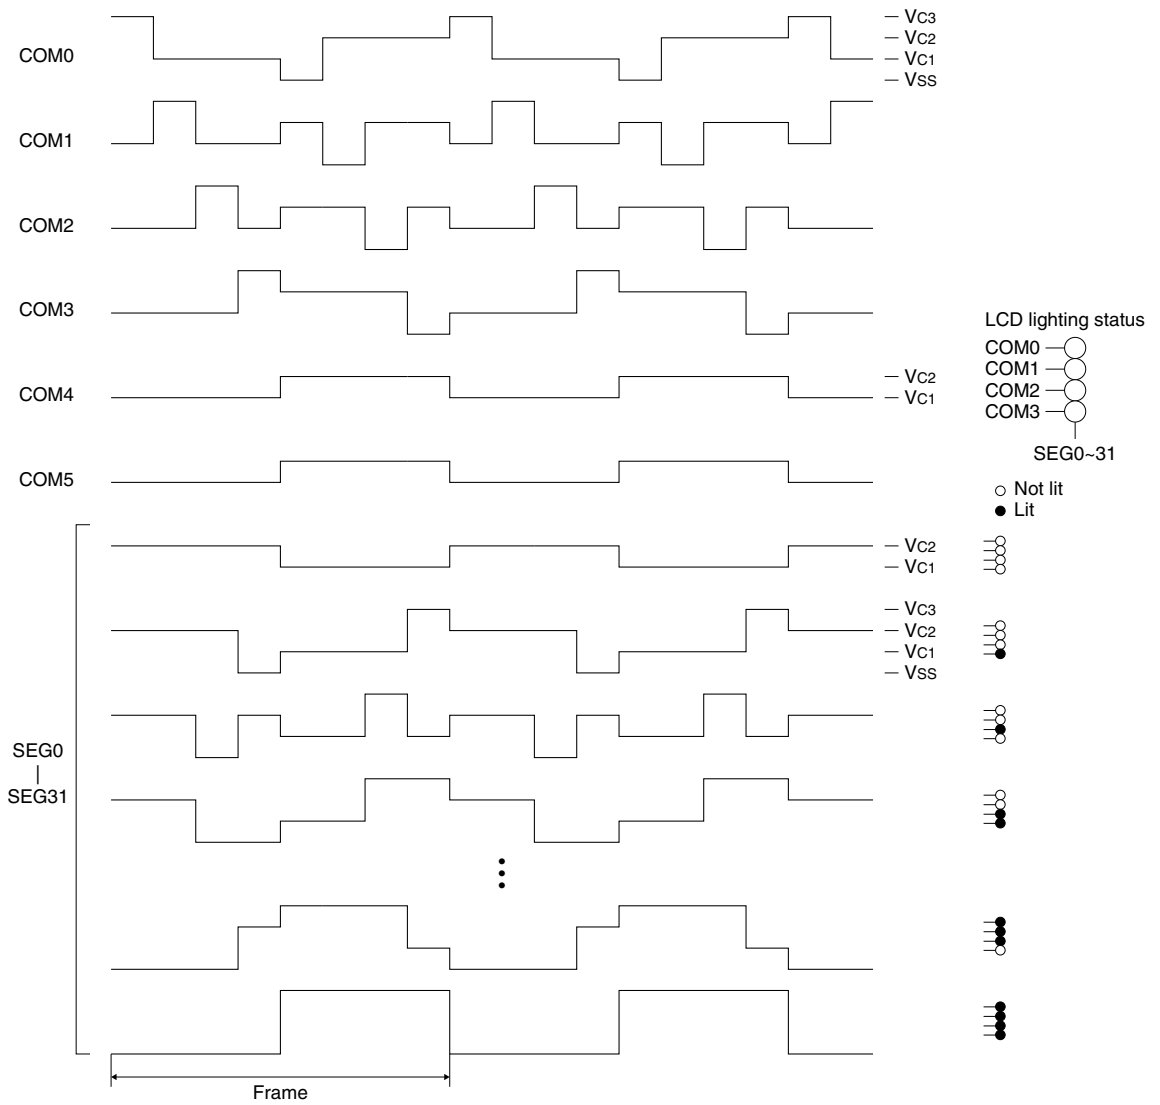 COM0
VC3
VC2
VC1
VSS
COM1
COM2
COM3
LCD lighting status
COM0
COM1
COM2
COM3
SEG0~31
COM4
VC2
VC1
COM5
Not lit
Lit
VC2
VC1
VC3
VC2
VC1
VSS
SEG0
SEG31
Frame